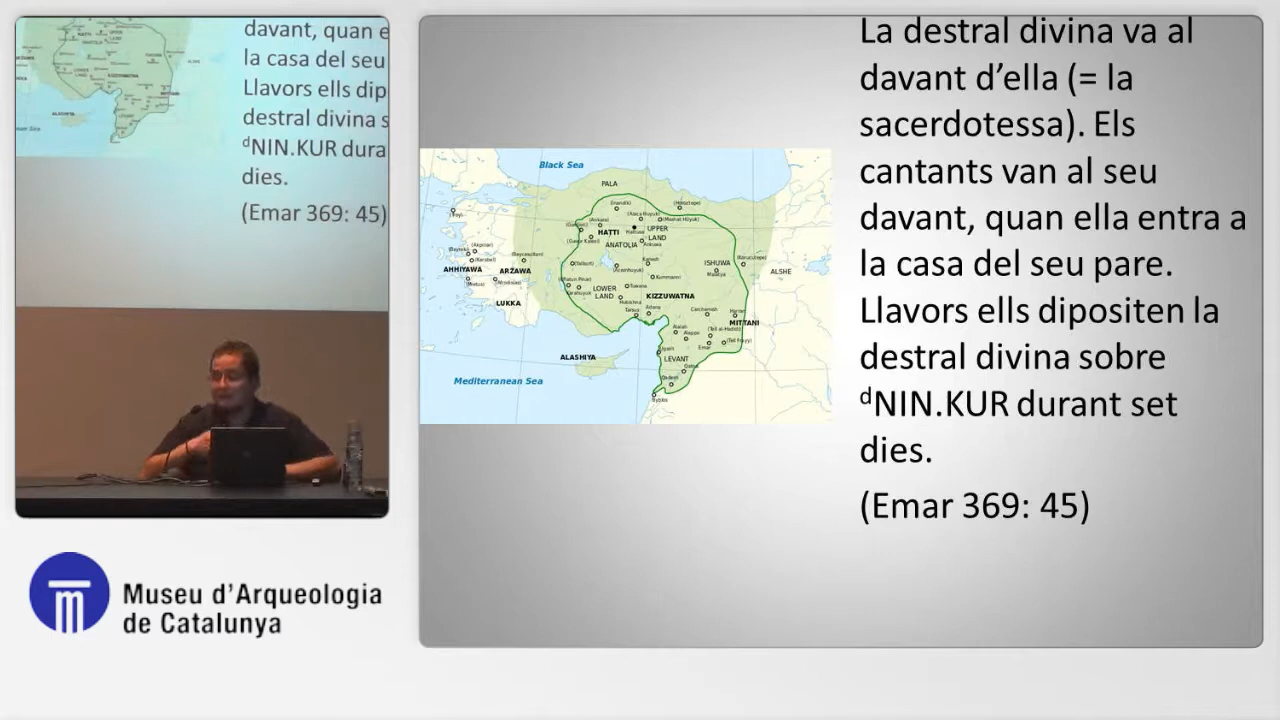 davant, quan e
la casa del seu
Llavors ells dip
destral divina s
dNIN.KUR dura
dies.
(Emar 369: 45)
Museu d'Arqueologia
de Catalunya
Black Sea
PALA
HATTI
UPPER
LAND
ANATOLIA
ISHUWA
ALSHE
AHHIYAWA
ARZAWA
LOWER
LAND
KIZZUWATNA
LUKKA
MITTANI
ALASHIYA
LEVANT
Mediterranean Sea
La destral divina va al
davant d’ella (= la
sacerdotessa). Els
cantants van al seu
davant, quan ella entra a
la casa del seu pare.
Llavors ells dipositen la
destral divina sobre
dNIN.KUR durant set
dies.
(Emar 369: 45)